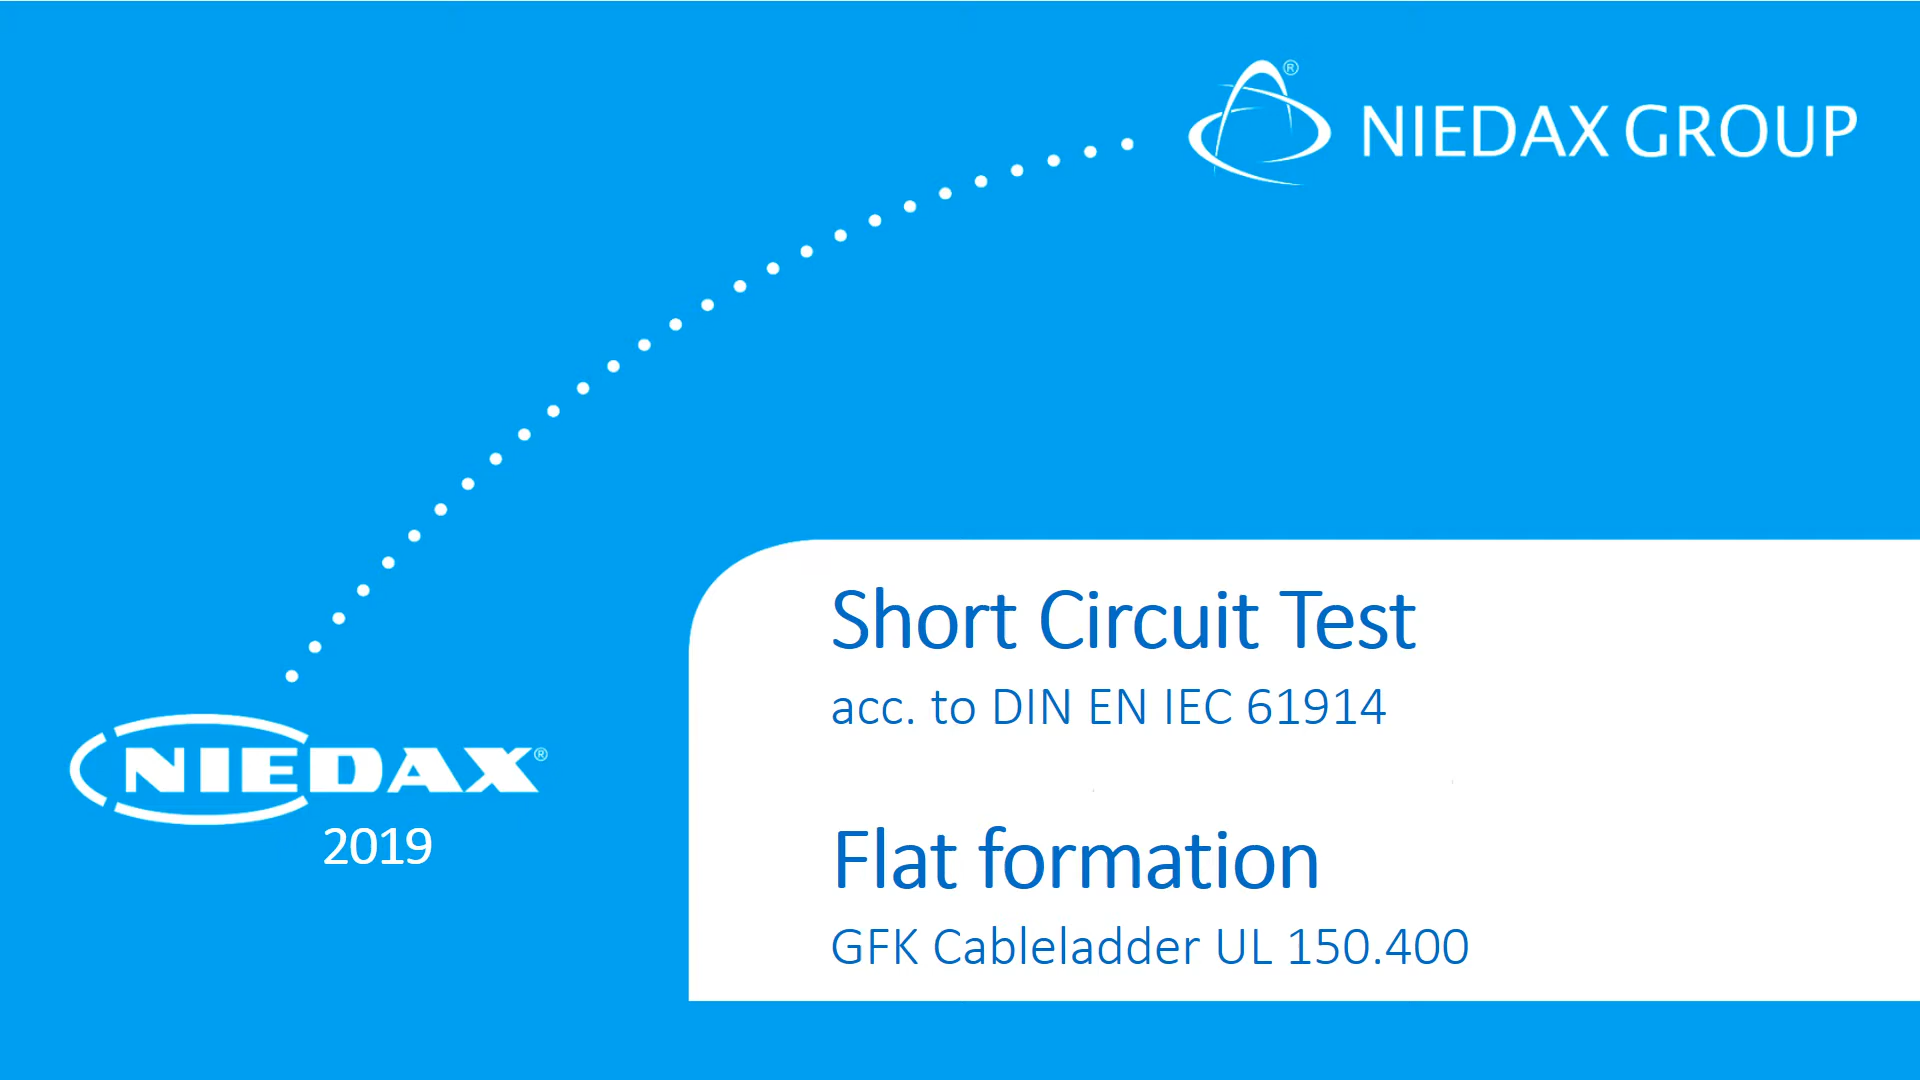 ® NIEDAX GROUP
Short Circuit Test
acc. to DIN EN IEC 61914
NIEDAX®
2019
Flat formation
GFK Cableladder UL 150.400